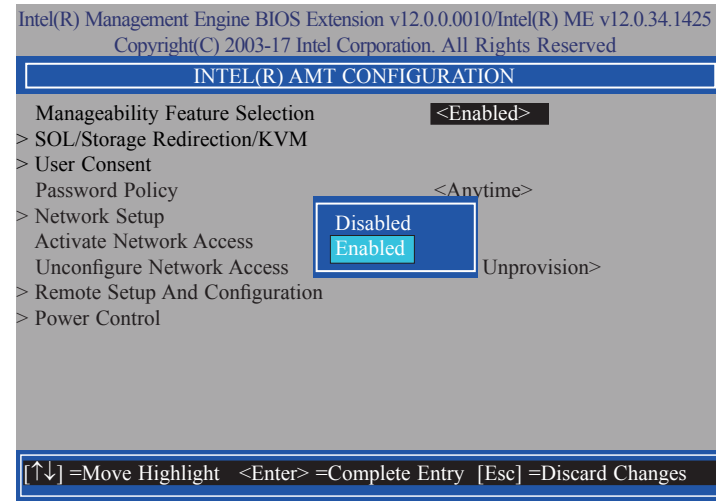 Intel(R) Management Engine BIOS Extension v12.0.0.0010/Intel(R) ME v12.0.34.1425
Copyright(C) 2003-17 Intel Corporation. All Rights Reserved
INTEL(R) AMT CONFIGURATION
Manageability Feature Selection <Enabled>
> SOL/Storage Redirection/KVM
> User Consent
Password Policy <Anytime>
> Network Setup
Disabled
Activate Network Access
Enabled
Unconfigure Network Access Unprovision>
> Remote Setup And Configuration
> Power Control
[↑↓] =Move Highlight <Enter> =Complete Entry [Esc] =Discard Changes